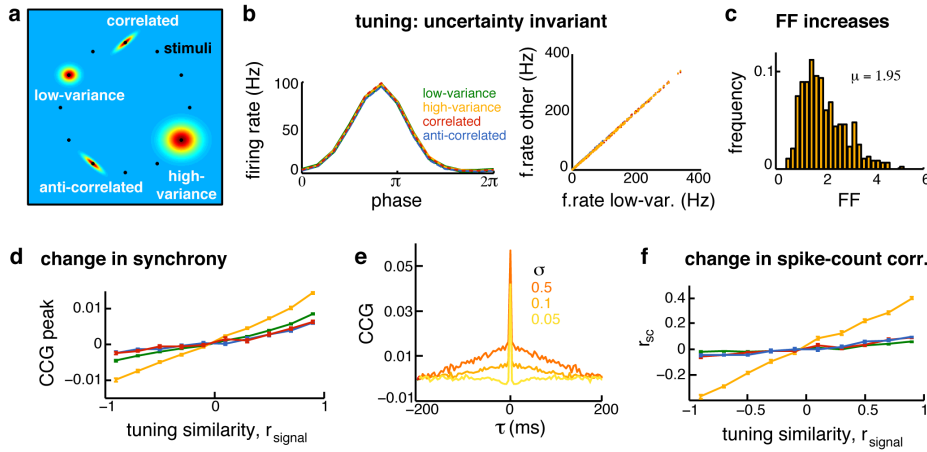 a
correlated
stimuli
low-variance
anti-correlated
high-
variance
b
tuning: uncertainty invariant
firing rate (Hz)
100
50
0
0
π
2π
phase
low-variance
high-variance
correlated
anti-correlated
f.rate other (Hz)
400
200
0
0
200
400
f.rate low-var. (Hz)
c
FF increases
frequency
0.1
0
μ = 1.95
0
2
4
6
FF
d
change in synchrony
CCG peak
0.01
0
−0.01
−1
0
1
tuning similarity, rsignal
e
CCG
0.05
0.03
0.01
−0.01
σ
0.5
0.1
0.05
−200
0
200
τ (ms)
f
change in spike-count corr.
rsc
0.4
0.2
0
−0.2
−1
−0.5
0
0.5
1
tuning similarity, rsignal